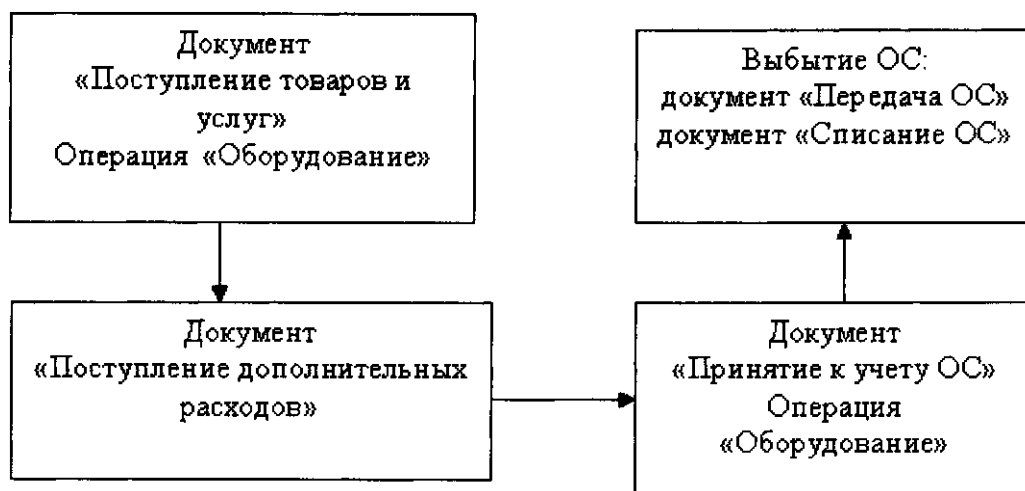 Документ
«Поступление товаров и
услуг»
Операция «Оборудование»
Документ
«Поступление дополнительных
расходов»
Документ
«Принятие к учету ОС»
Операция
«Оборудование»
Выбытие ОС:
документ «Передача ОС»
документ «Списание ОС»